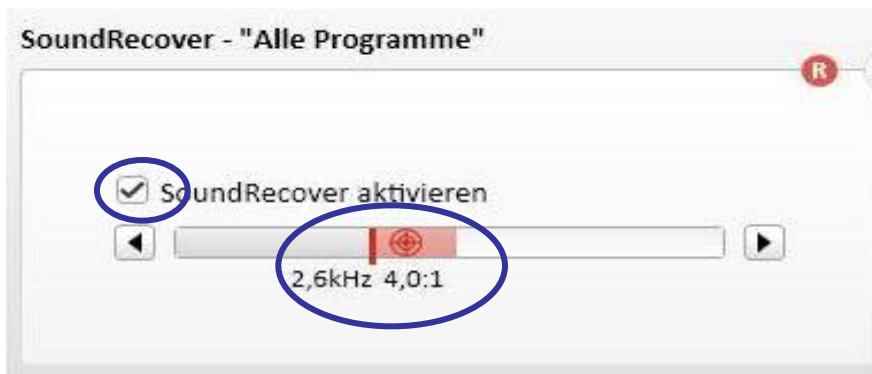 SoundRecover - "Alle Programme"
R
SoundRecover aktivieren
2,6kHz 4,0:1